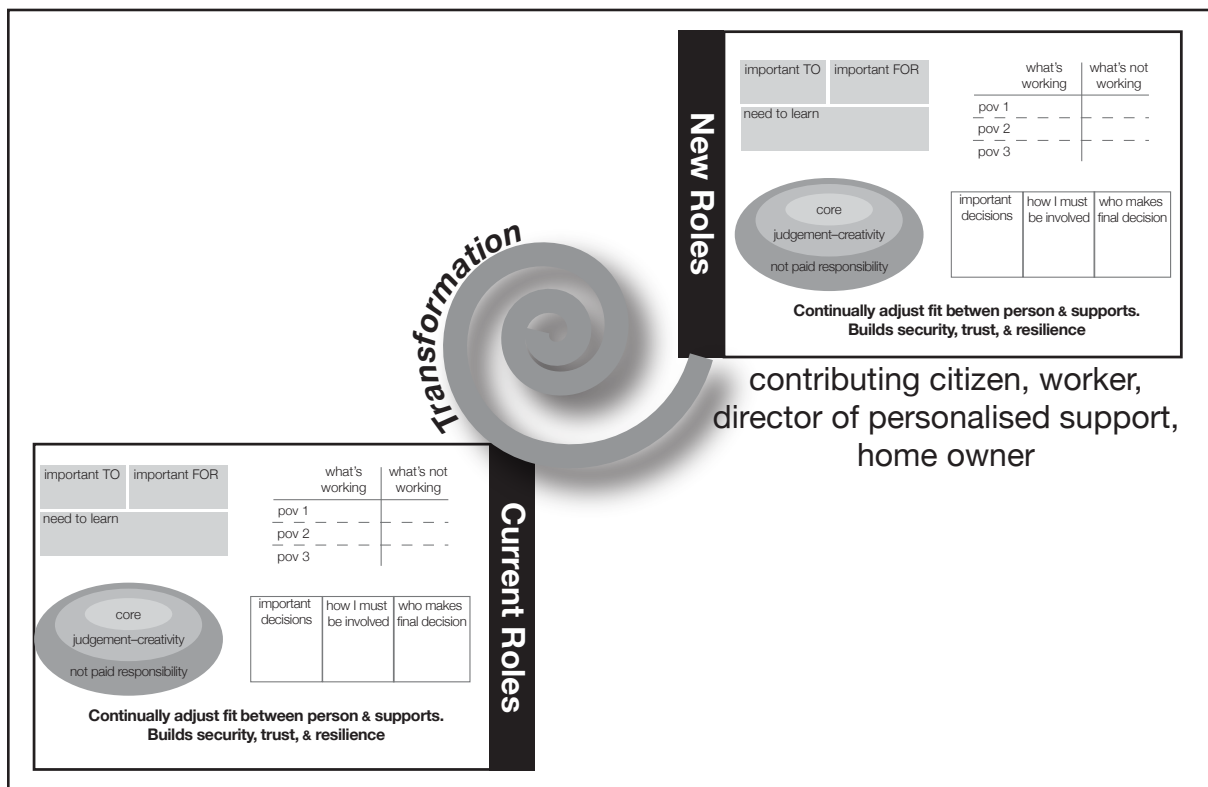 important TO important FOR
need to learn
what's working what's not working
pov 1
pov 2
pov 3
core
judgement–creativity
not paid responsibility
important decisions how I must be involved who makes final decision
Continually adjust fit betwen person & supports.
Builds security, trust, & resilience
New Roles
contributing citizen, worker,
director of personalised support,
home owner
Transformation
important TO important FOR
need to learn
what's working what's not working
pov 1
pov 2
pov 3
core
judgement–creativity
not paid responsibility
important decisions how I must be involved who makes final decision
Continually adjust fit between person & supports.
Builds security, trust, & resilience
Current Roles